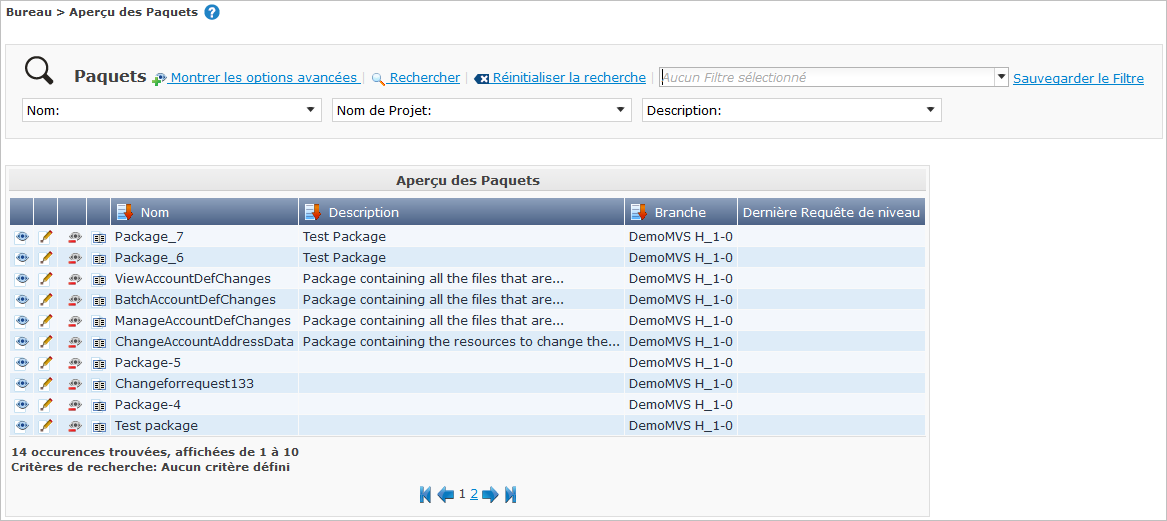 Bureau > Aperçu des Paquets ?
Paquets Montrer les options avancées | Rechercher | Réinitialiser la recherche | Aucun Filtre sélectionné Sauvegarder le Filtre
Nom: Nom de Projet: Description:
Aperçu des Paquets
Nom Description Branche Dernière Requête de niveau
Package_7 Test Package DemoMVS H_1-0
Package_6 Test Package DemoMVS H_1-0
ViewAccountDefChanges Package containing all the files that are... DemoMVS H_1-0
BatchAccountDefChanges Package containing all the files that are... DemoMVS H_1-0
ManageAccountDefChanges Package containing all the files that are... DemoMVS H_1-0
ChangeAccountAddressData Package containing the resources to change the... DemoMVS H_1-0
Package-5 DemoMVS H_1-0
Changeforrequest133 DemoMVS H_1-0
Package-4 DemoMVS H_1-0
Test package DemoMVS H_1-0
14 occurences trouvées, affichées de 1 à 10
Critères de recherche: Aucun critère défini
1 2